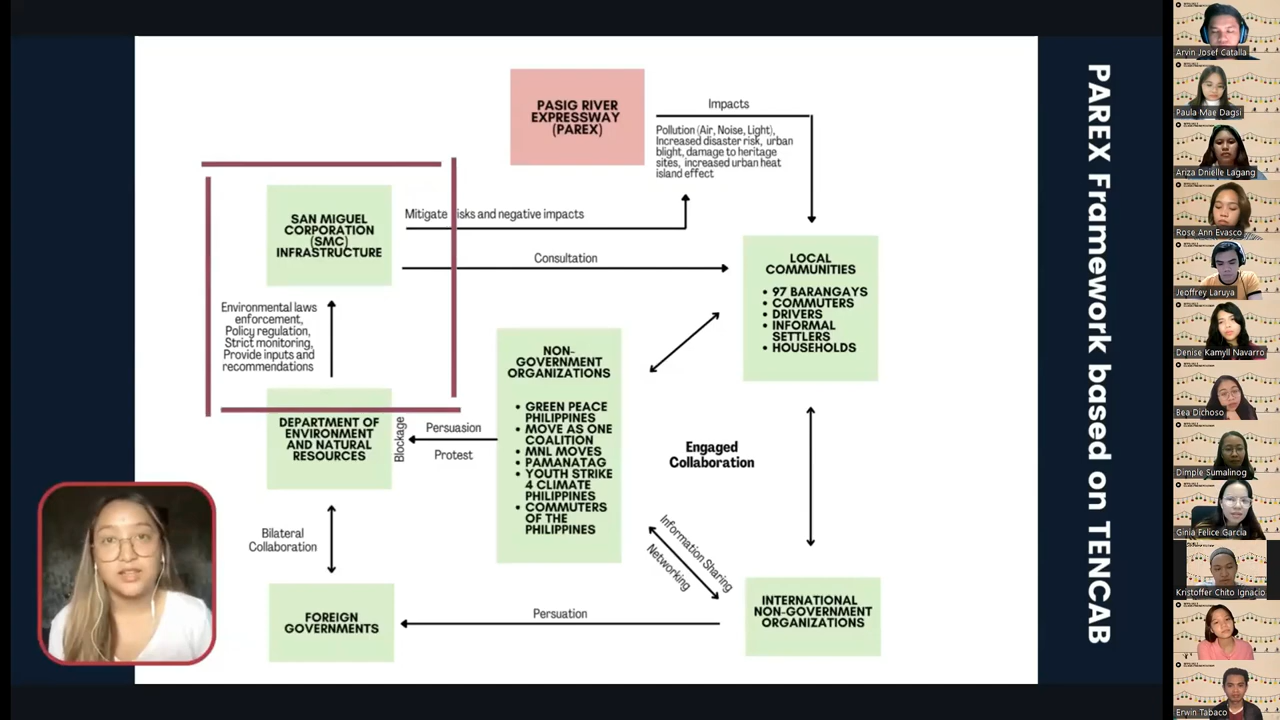 PASIG RIVER
EXPRESSWAY
(PAREX)
Impacts
Pollution (Air, Noise, Light),
Increased disaster risk, urban
blight, damage to heritage
sites, increased urban heat
island effect
SAN MIGUEL
CORPORATION
(SMC)
INFRASTRUCTURE
Mitigate risks and negative impacts
Consultation
LOCAL
COMMUNITIES
• 97 BARANGAYS
• COMMUTERS
• DRIVERS
• INFORMAL
SETTLERS
• HOUSEHOLDS
Environmental laws
enforcement,
Policy regulation,
Strict monitoring,
Provide inputs and
recommendations
NON-
GOVERNMENT
ORGANIZATIONS
• GREEN PEACE
PHILIPPINES
• MOVE AS ONE
COALITION
• MNL MOVES
• PAMANATAG
• YOUTH STRIKE
4 CLIMATE
PHILIPPINES
• COMMUTERS
OF THE
PHILIPPINES
DEPARTMENT OF
ENVIRONMENT
AND NATURAL
RESOURCES
Blockage
Persuasion
Protest
Engaged
Collaboration
Bilateral
Collaboration
Information Sharing
Networking
FOREIGN
GOVERNMENTS
Persuation
INTERNATIONAL
NON-GOVERNMENT
ORGANIZATIONS
PAREX Framework based on TENCAB
Arvin Josef Catalla
Paula Mae Dagsi
Ariza Dnielle Lagang
Rose Ann Evasco
Jeoffrey Laruya
Denise Kamyll Navarro
Bea Dichoso
Dimple Sumalinog
Ginia Felice Garcia
Kristoffer Chito Ignacio
Erwin Tabaco